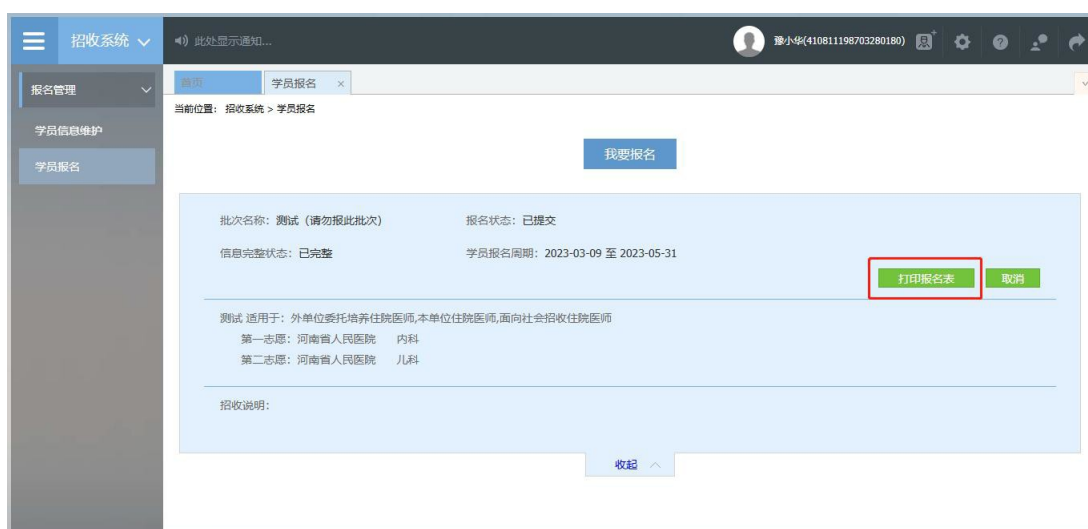 招收系统
此处显示通知...
豫小华(410811198703280180)
报名管理
首页
学员报名 ×
当前位置: 招收系统 > 学员报名
学员信息维护
学员报名
我要报名
批次名称: 测试 (请勿报此批次) 报名状态: 已提交
信息完整状态: 已完整 学员报名周期: 2023-03-09 至 2023-05-31
打印报名表 取消
测试 适用于: 外单位委托培养住院医师,本单位住院医师,面向社会招收住院医师
第一志愿: 河南省人民医院 内科
第二志愿: 河南省人民医院 儿科
招收说明:
收起